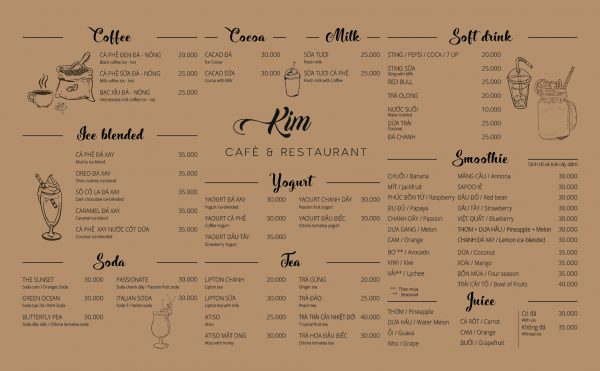 Coffee
CÀ PHÊ ĐEN ĐÁ - NÓNG 20.000
Black coffee ice - hot
CÀ PHÊ SỮA ĐÁ - NÓNG 25.000
Milk coffee ice - hot
BẠC XỈU ĐÁ - NÓNG 25.000
Vietnamese milk coffee ice - hot
Cocoa
CACAO ĐÁ 30.000
Ice Cocoa
CACAO SỮA 30.000
Cocoa with Milk
Milk
SỮA TƯƠI 25.000
Fresh Milk
SỮA TƯƠI CÀ PHÊ 25.000
Fresh Milk with Coffee
Soft drink
STING / PEPSI / COCA / 7 UP 20.000
STING SỮA 25.000
Sting with Milk
RED BULL 25.000
TRÀ OLONG 20.000
NƯỚC SUỐI 20.000
Water bottled
DỪA TRÁI 25.000
Coconut
ĐÁ CHANH 25.000
Kim
CAFÉ & RESTAURANT
Ice blended
CÀ PHÊ ĐÁ XAY 35.000
Mocha ice-blend
OREO ĐÁ XAY 35.000
Oreo cookies ice-blend
SÔ CÔ LA ĐÁ XAY 35.000
Dark chocolate ice-blended
CARAMEL ĐÁ XAY 35.000
Caramel ice-blend
CÀ PHÊ XAY NƯỚC CỐT DỪA 35.000
Coconut ice-blended
Yogurt
YAOURT ĐÁ XAY 30.000
Yogurt ice-blended
YAOURT CÀ PHÊ 30.000
Coffee Yogurt
YAOURT DÂU TÂY 35.000
Strawberry Yogurt
YAOURT CHANH DÂY 30.000
Passion Yogurt
YAOURT ĐẬU BIẾC 30.000
Clitoria ternatea yogurt
Smoothie
Sinh tố và trái cây dầm
CHUỐI / Banana 30.000
MÍT / Jackfruit 30.000
PHÚC BỒN TỬ / Raspberry 30.000
ĐU ĐỦ / Papaya 30.000
CHANH DÂY / Passion 30.000
DƯA GANG / Melon 30.000
CAM / Orange 30.000
BƠ** / Avocado 30.000
KIWI / Kiwi 30.000
VẢI** / Lychee 30.000
** : Theo mùa
** : Seasonal
MÃNG CẦU / Annona 30.000
SAPOCHÊ 30.000
ĐẬU ĐỎ / Red bean 30.000
DÂU TÂY / Strawberry 30.000
VIỆT QUẤT / Blueberry 30.000
THƠM + DƯA HẤU / Pineapple + Melon 30.000
CHANH ĐÁ XAY / Lemon ice-blended 30.000
DỪA / Coconut 35.000
XOÀI / Mango 35.000
BỐN MÙA / Four season 35.000
TRÁI CÂY TÔ / Bowl of Fruits 40.000
Soda
THE SUNSET 30.000
Soda cam / Oranges Soda
GREEN OCEAN 30.000
Soda bạc hà / Mint Soda
BUTTERFLY PEA 30.000
Soda đậu biếc / Clitoria ternatea soda
PASSIONATE 30.000
Soda chanh dây / Passion fruit soda
ITALIAN SODA 30.000
Soda Ý / Italian soda
Tea
LIPTON CHANH 20.000
Lipton Tea
LIPTON SỮA 25.000
Lipton Tea with Milk
ATISO 25.000
Atiso Tea
ATISO MẬT ONG 30.000
Atiso with honey
TRÀ GỪNG 25.000
Ginger tea
TRÀ ĐÀO 25.000
Peach tea
TRÀ TRÁI CÂY NHIỆT ĐỚI 40.000
Tropical fruit tea
TRÀ HOA ĐẬU BIẾC 40.000
Clitoria ternatea tea
Juice
THƠM / Pineapple
DƯA HẤU / Water Melon
ỔI / Guava
Nho / Grape
CÀ RỐT / Carrot
CAM / Orange
BƯỞI / Grapefruit
Có đá 30.000
With ice
Không đá 35.000
Without ice